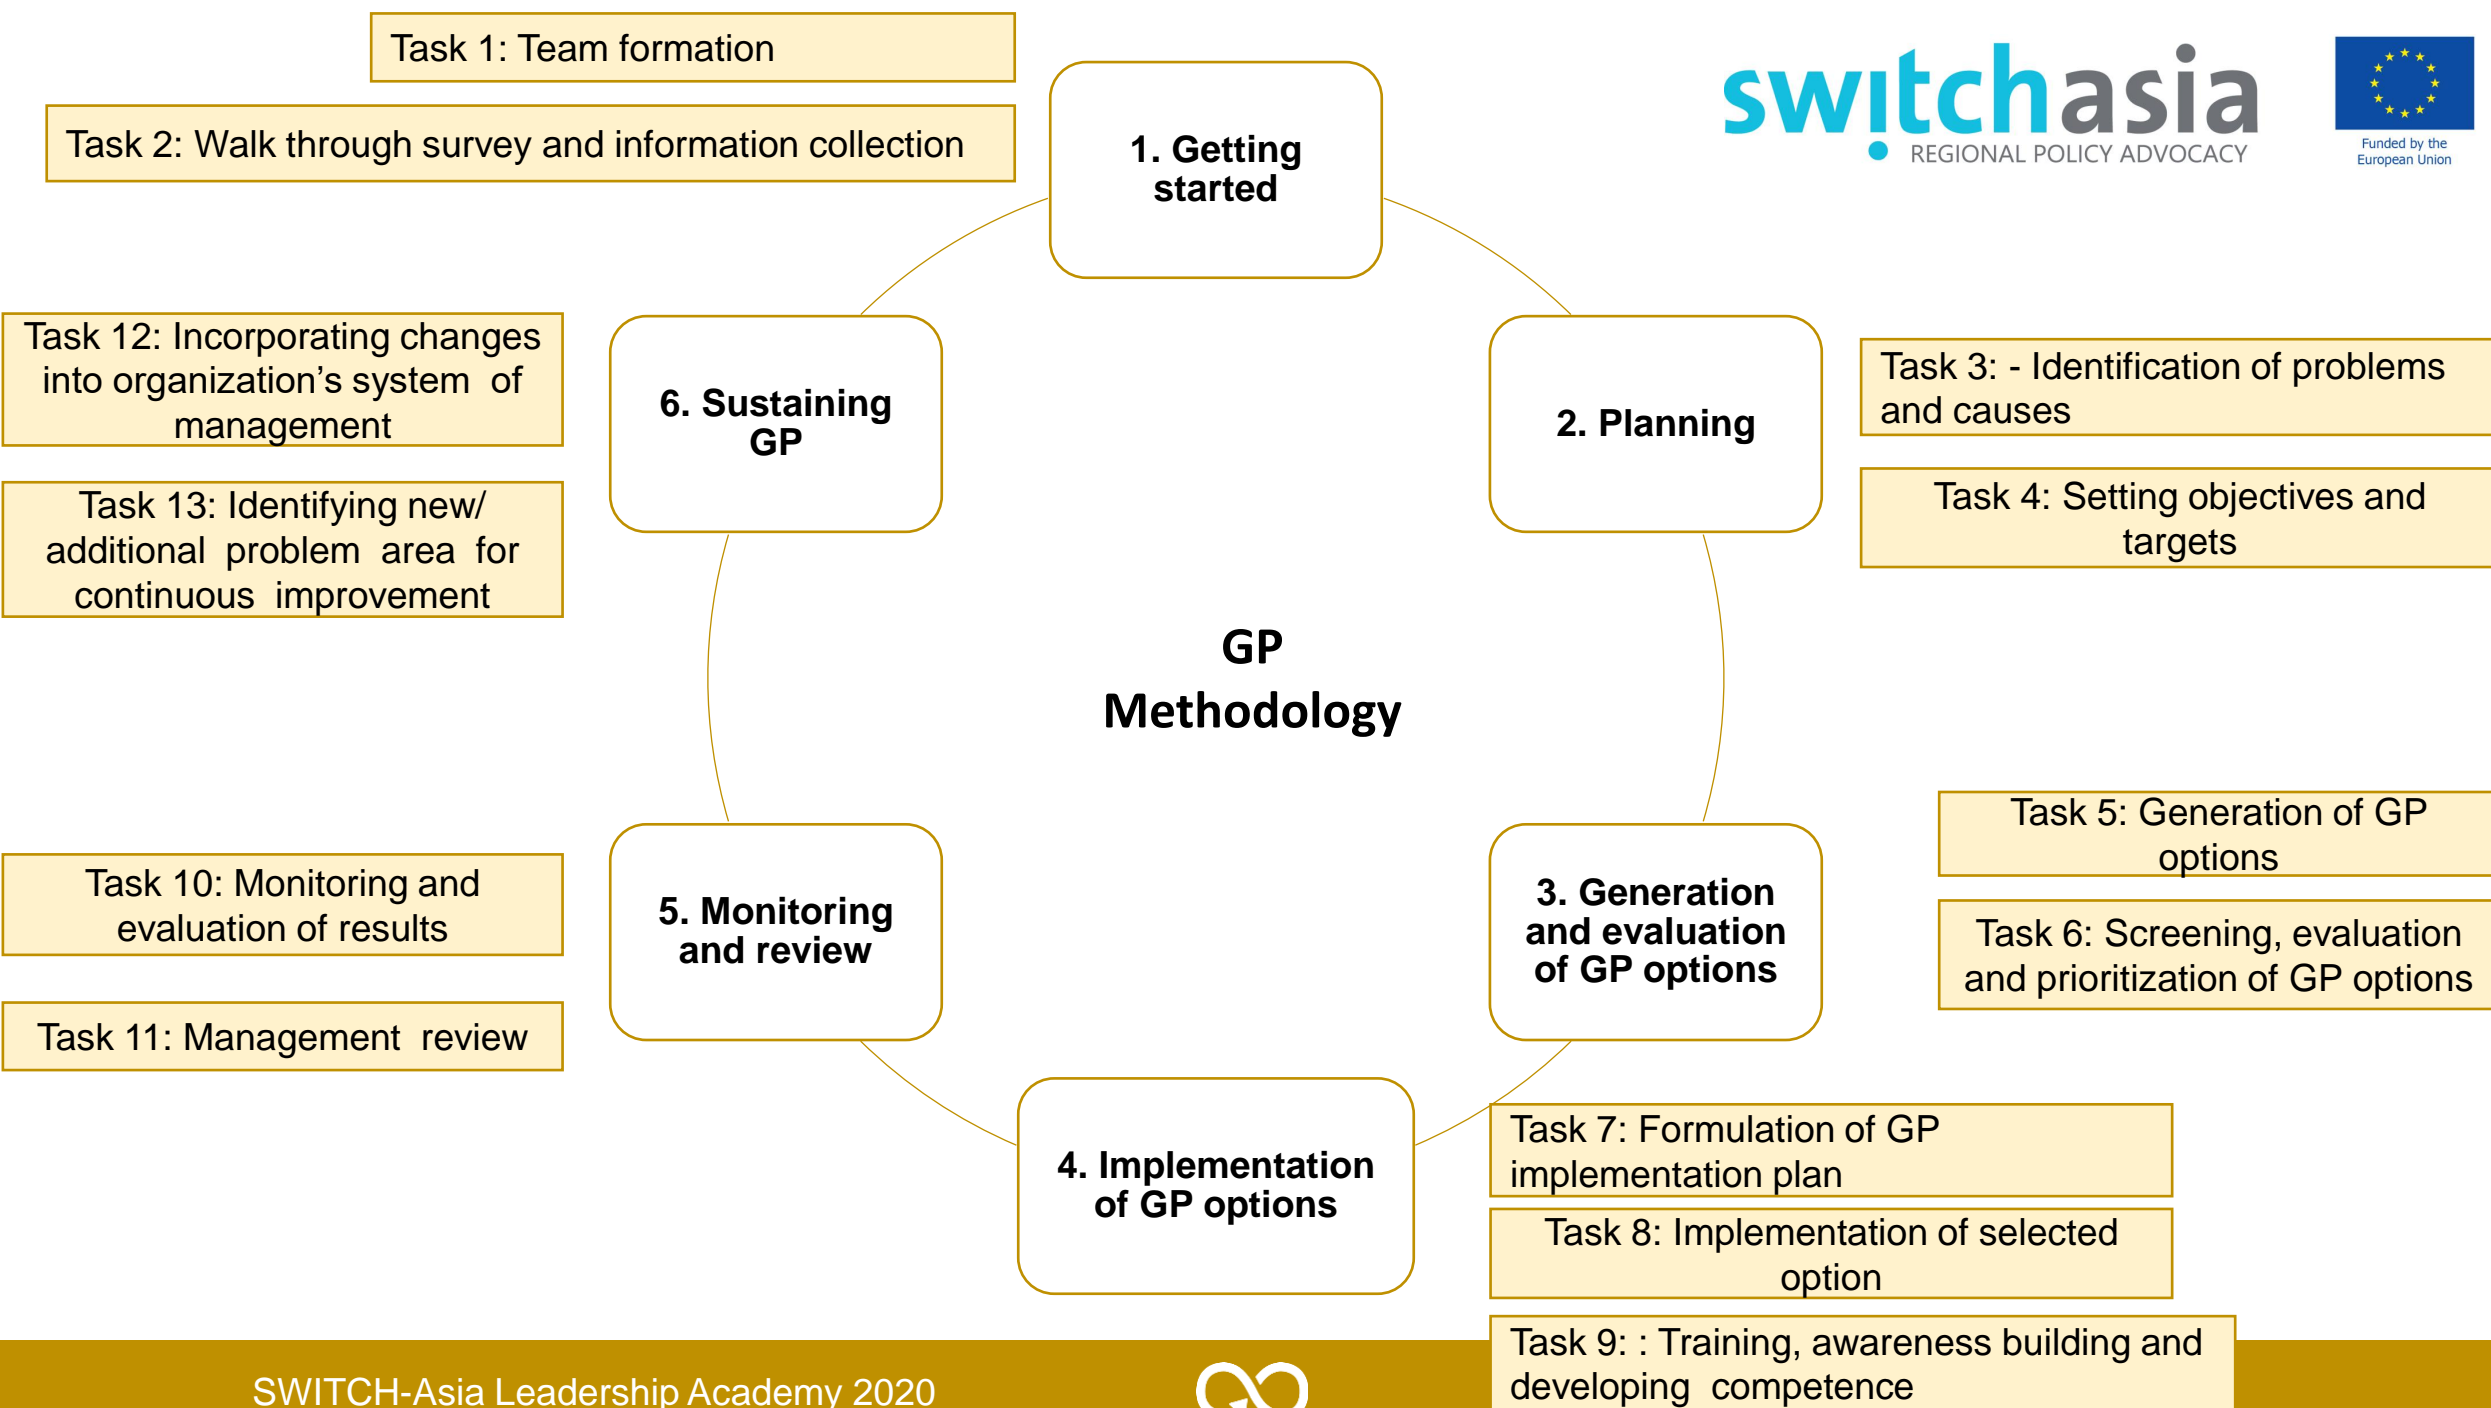 Task 1: Team formation
Task 2: Walk through survey and information collection
switchasia
REGIONAL POLICY ADVOCACY
Funded by the
European Union
1. Getting
started
2. Planning
Task 3: - Identification of problems
and causes
Task 4: Setting objectives and
targets
3. Generation
and evaluation
of GP options
Task 5: Generation of GP
options
Task 6: Screening, evaluation
and prioritization of GP options
4. Implementation
of GP options
Task 7: Formulation of GP
implementation plan
Task 8: Implementation of selected
option
Task 9: : Training, awareness building and
developing competence
5. Monitoring
and review
Task 10: Monitoring and
evaluation of results
Task 11: Management review
6. Sustaining
GP
Task 12: Incorporating changes
into organization’s system of
management
Task 13: Identifying new/
additional problem area for
continuous improvement
GP
Methodology
SWITCH-Asia Leadership Academy 2020